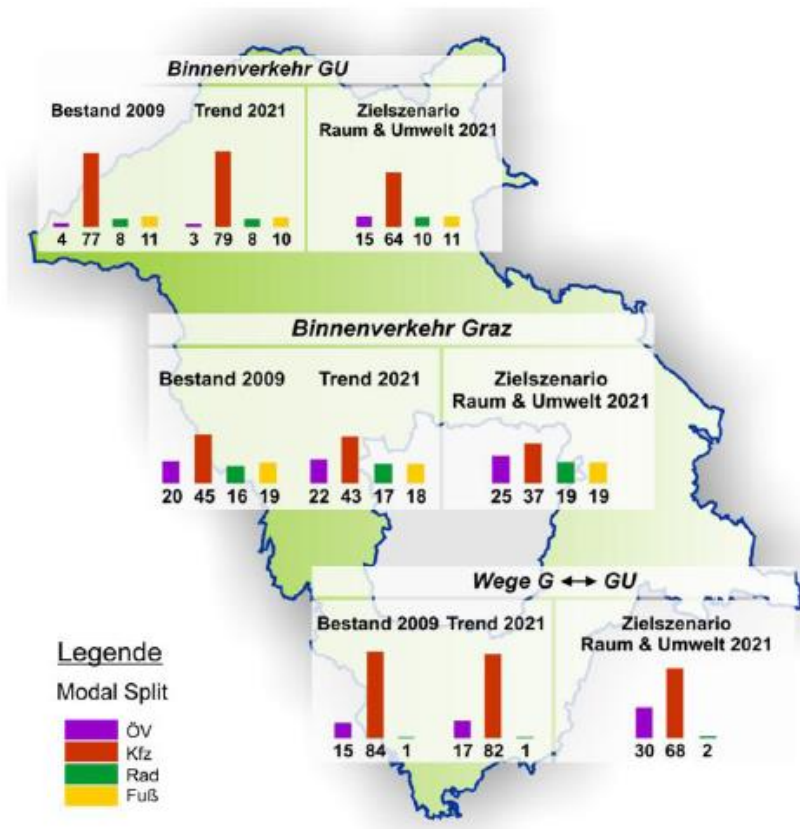 Binnenverkehr GU
Bestand 2009 Trend 2021 Zielszenario
Raum & Umwelt 2021
4 77 8 11 3 79 8 10 15 64 10 11
Binnenverkehr Graz
Bestand 2009 Trend 2021 Zielszenario
Raum & Umwelt 2021
20 45 16 19 22 43 17 18 25 37 19 19
Wege G ↔ GU
Bestand 2009 Trend 2021 Zielszenario
Raum & Umwelt 2021
15 84 1 17 82 1 30 68 2
Legende
Modal Split
ÖV
Kfz
Rad
Fuß